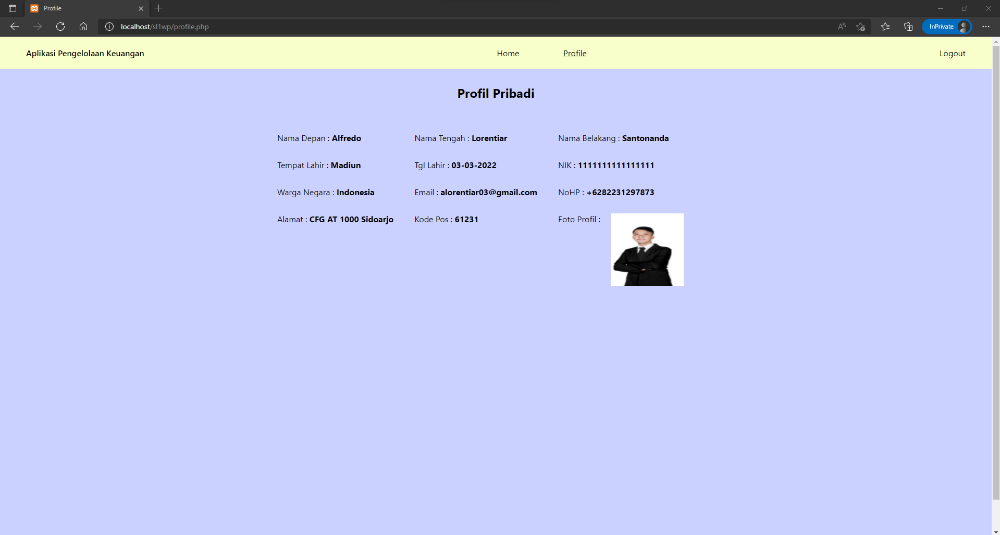 Profile
localhost/sl1wp/profile.php
InPrivate
Aplikasi Pengelolaan Keuangan Home Profile Logout
Profil Pribadi
Nama Depan : Alfredo Nama Tengah : Lorentiar Nama Belakang : Santonanda
Tempat Lahir : Madiun Tgl Lahir : 03-03-2022 NIK : 1111111111111111
Warga Negara : Indonesia Email : alorentiar03@gmail.com NoHP : +6282231297873
Alamat : CFG AT 1000 Sidoarjo Kode Pos : 61231 Foto Profil :